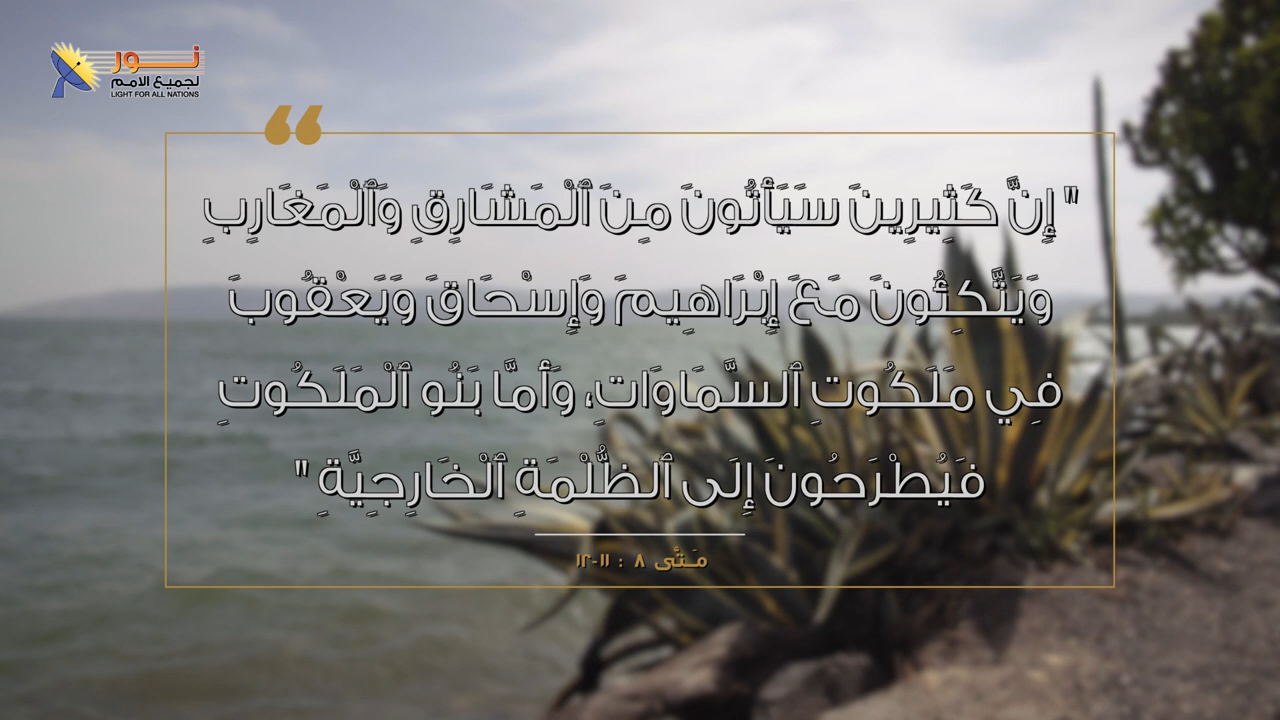 نور
لجميع الامم
LIGHT FOR ALL NATIONS
" إِنَّ كَثِيرِينَ سَيَأْتُونَ مِنَ ٱلْمَشَارِقِ وَٱلْمَغَارِبِ
وَيَتَّكِئُونَ مَعَ إِبْرَاهِيمَ وَإِسْحَاقَ وَيَعْقُوبَ
فِي مَلَكُوتِ ٱلسَّمَاوَاتِ، وَأَمَّا بَنُو ٱلْمَلَكُوتِ
فَيُطْرَحُونَ إِلَى ٱلظُّلْمَةِ ٱلْخَارِجِيَّةِ "
مَتَّى ٨ : ١١-١٢